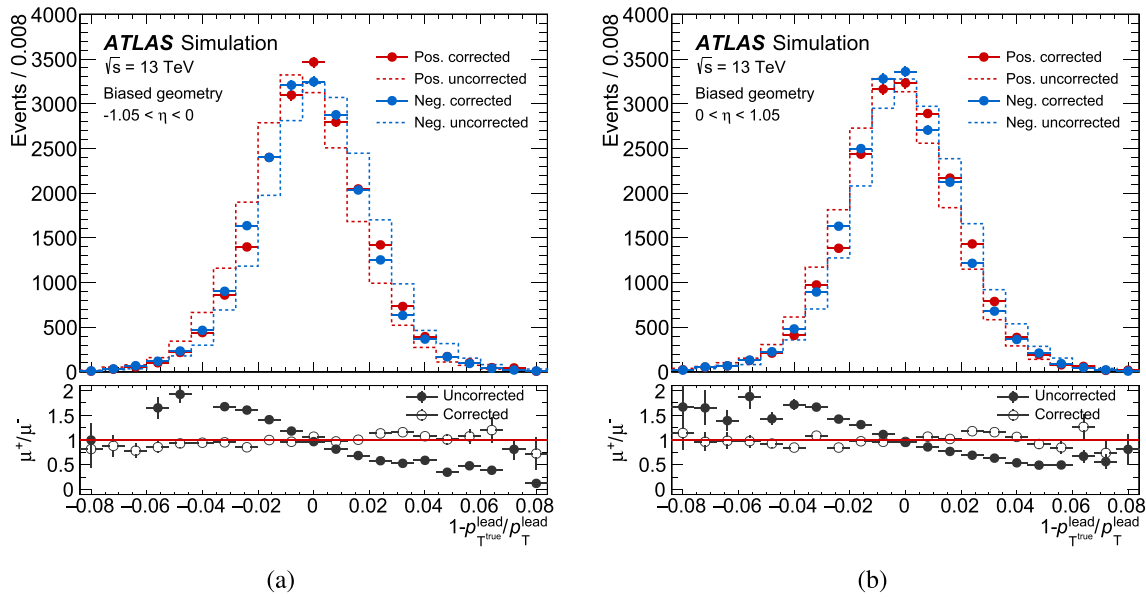 Events / 0.008
4000
3500
3000
2500
2000
1500
1000
500
0
ATLAS Simulation
√s = 13 TeV
Biased geometry
-1.05 < η < 0
Pos. corrected
Pos. uncorrected
Neg. corrected
Neg. uncorrected
μ⁺/μ⁻
2
1.5
1
0.5
0
Uncorrected
Corrected
−0.08 −0.06 −0.04 −0.02 0 0.02 0.04 0.06 0.08
1-p_T^true^lead/p_T^lead
(a)
Events / 0.008
4000
3500
3000
2500
2000
1500
1000
500
0
ATLAS Simulation
√s = 13 TeV
Biased geometry
0 < η < 1.05
Pos. corrected
Pos. uncorrected
Neg. corrected
Neg. uncorrected
μ⁺/μ⁻
2
1.5
1
0.5
0
Uncorrected
Corrected
−0.08 −0.06 −0.04 −0.02 0 0.02 0.04 0.06 0.08
1-p_T^true^lead/p_T^lead
(b)